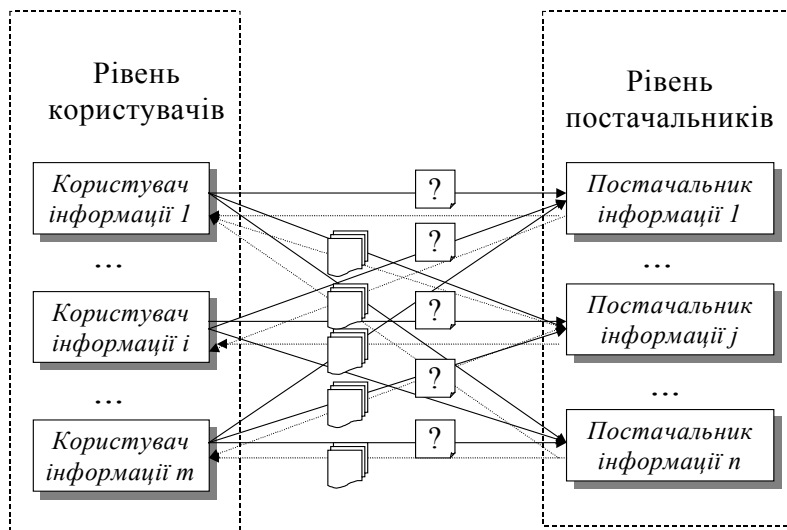 Рівень
користувачів
Користувач
інформації 1
...
Користувач
інформації i
...
Користувач
інформації m
?
?
?
?
?
Рівень
постачальників
Постачальник
інформації 1
...
Постачальник
інформації j
...
Постачальник
інформації n